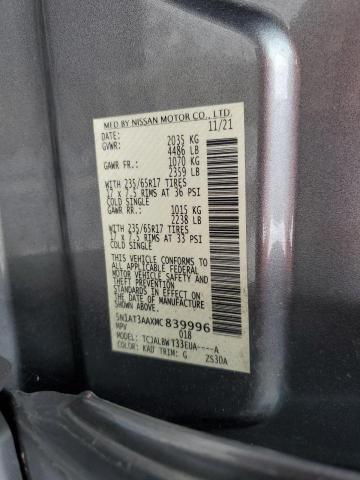 MFD BY NISSAN MOTOR CO., LTD.
DATE: 11/21
GVWR: 2035 KG
4486 LB
GAWR FR: 1070 KG
2359 LB
WITH 235/65R17 TIRES
17 x 7.5 RIMS AT 36 PSI
COLD SINGLE
GAWR RR: 1015 KG
2238 LB
WITH 235/65R17 TIRES
17 x 7.5 RIMS AT 33 PSI
COLD SINGLE
THIS VEHICLE CONFORMS TO
ALL APPLICABLE FEDERAL
MOTOR VEHICLE SAFETY,
THEFT PREVENTION
STANDARDS IN EFFECT ON
THE DATE OF MANUFACTURE
SHOWN ABOVE.
5N1AT3AAXMC 839996
MPV 018
MODEL: TCJALBW T33EUA----A
COLOR: KAD TRIM: G ZS30A